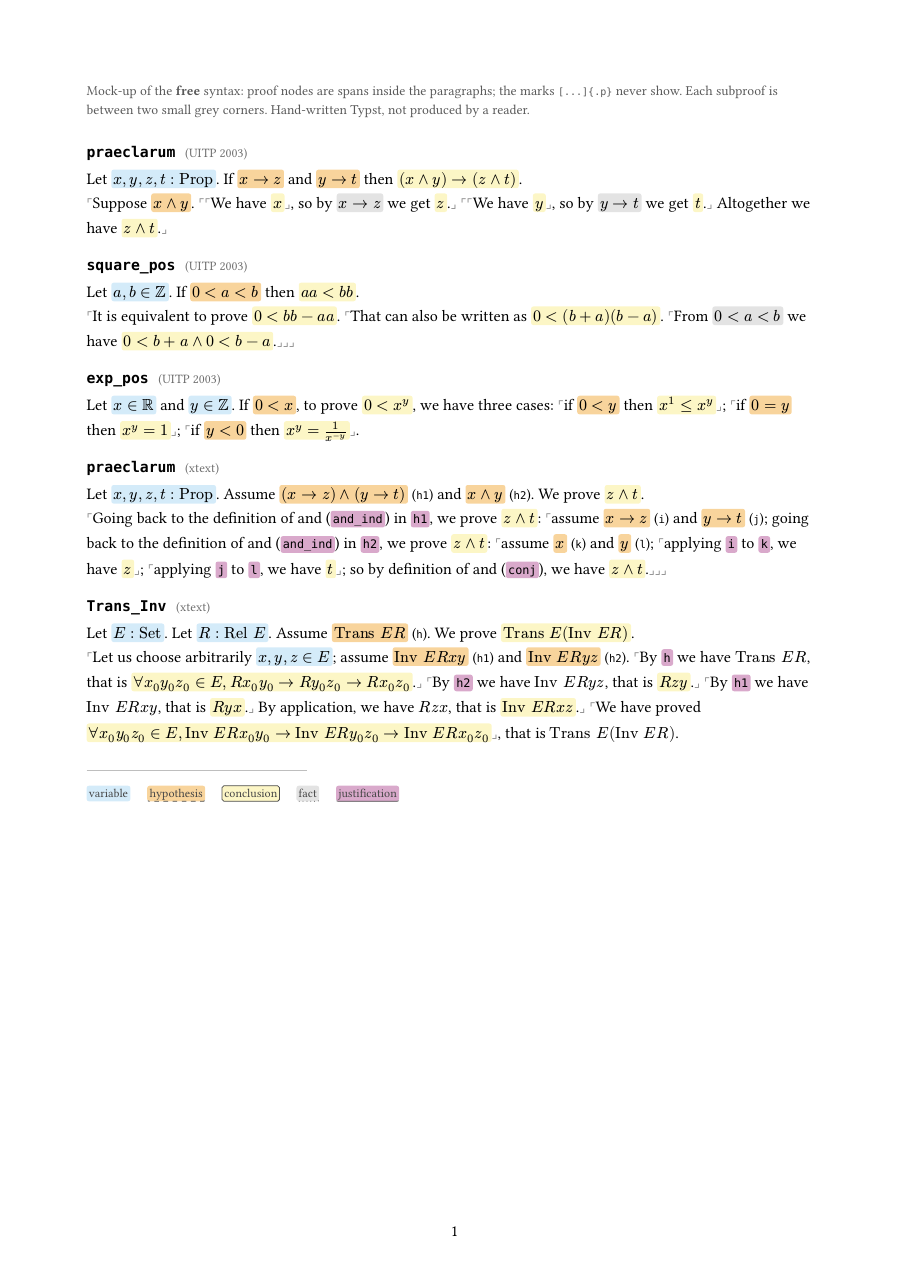 Mock-up of the free syntax: proof nodes are spans inside the paragraphs; the marks [...]{.p} never show. Each subproof is
between two small grey corners. Hand-written Typst, not produced by a reader.
praeclarum (UITP 2003)
Let x, y, z, t : Prop. If x → z and y → t then (x ∧ y) → (z ∧ t).
⌜Suppose x ∧ y. ⌜⌜We have x⌟, so by x → z we get z.⌟ ⌜⌜We have y⌟, so by y → t we get t.⌟ Altogether we
have z ∧ t.⌟
square_pos (UITP 2003)
Let a, b ∈ ℤ. If 0 < a < b then aa < bb.
⌜It is equivalent to prove 0 < bb − aa. ⌜That can also be written as 0 < (b + a)(b − a). ⌜From 0 < a < b we
have 0 < b + a ∧ 0 < b − a.⌟⌟⌟
exp_pos (UITP 2003)
Let x ∈ ℝ and y ∈ ℤ. If 0 < x, to prove 0 < x^y, we have three cases: ⌜if 0 < y then x^1 ≤ x^y⌟; ⌜if 0 = y
then x^y = 1⌟; ⌜if y < 0 then x^y = 1/x^{−y}⌟.
praeclarum (xtext)
Let x, y, z, t : Prop. Assume (x → z) ∧ (y → t) (h1) and x ∧ y (h2). We prove z ∧ t.
⌜Going back to the definition of and (and_ind) in h1, we prove z ∧ t: ⌜assume x → z (i) and y → t (j); going
back to the definition of and (and_ind) in h2, we prove z ∧ t: ⌜assume x (k) and y (l); ⌜applying i to k, we
have z⌟; ⌜applying j to l, we have t⌟; so by definition of and (conj), we have z ∧ t.⌟⌟⌟
Trans_Inv (xtext)
Let E : Set. Let R : Rel E. Assume Trans ER (h). We prove Trans E(Inv ER).
⌜Let us choose arbitrarily x, y, z ∈ E; assume Inv ERxy (h1) and Inv ERyz (h2). ⌜By h we have Trans ER,
that is ∀x₀y₀z₀ ∈ E, Rx₀y₀ → Ry₀z₀ → Rx₀z₀.⌟ ⌜By h2 we have Inv ERyz, that is Rzy.⌟ ⌜By h1 we have
Inv ERxy, that is Ryx.⌟ By application, we have Rzx, that is Inv ERxz.⌟ ⌜We have proved
∀x₀y₀z₀ ∈ E, Inv ERx₀y₀ → Inv ERy₀z₀ → Inv ERx₀z₀⌟, that is Trans E(Inv ER).
variable hypothesis conclusion fact justification
1